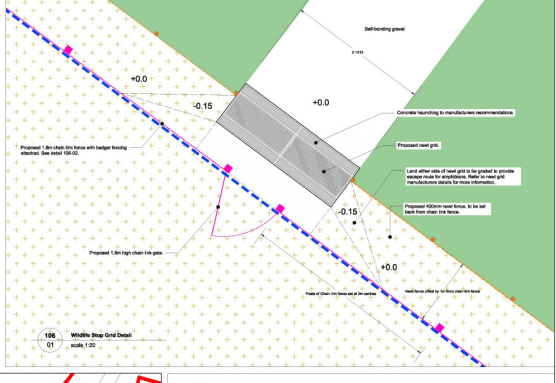 Self-bonding gravel
+0.0
-0.15
+0.0
Concrete haunching to manufacturers recommendations
Proposed 1.8m chain link fence with badger fencing
attached. See detail 106-02.
Proposed newt grid.
Land either side of newt grid to be graded to provide
escape route for amphibians. Refer to newt grid
manufacturers details for more information.
-0.15
Proposed 400mm newt fence, to be set
back from chain link fence.
Proposed 1.8m high chain link gate.
+0.0
Posts of Chain link fence set at 3m centres
Newt fence offset by 1m from chain link fence
106
01
Wildlife Stop Grid Detail
scale 1:20